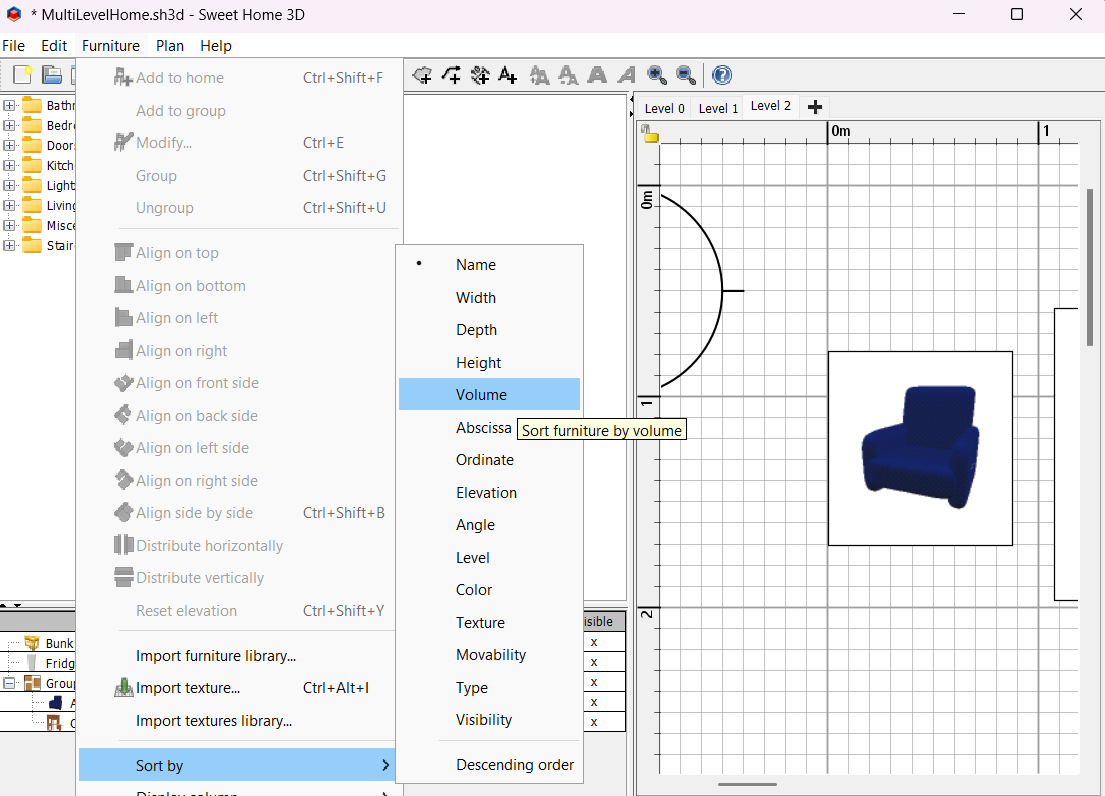 * MultiLevelHome.sh3d - Sweet Home 3D
File Edit Furniture Plan Help
Add to home Ctrl+Shift+F
Add to group
Modify... Ctrl+E
Group Ctrl+Shift+G
Ungroup Ctrl+Shift+U
Align on top
Align on bottom
Align on left
Align on right
Align on front side
Align on back side
Align on left side
Align on right side
Align side by side Ctrl+Shift+B
Distribute horizontally
Distribute vertically
Reset elevation Ctrl+Shift+Y
Import furniture library...
Import texture... Ctrl+Alt+I
Import textures library...
Sort by
Display column
Name
Width
Depth
Height
Volume
Abscissa
Ordinate
Elevation
Angle
Level
Color
Texture
Movability
Type
Visibility
Descending order
Sort furniture by volume
Bathr
Bedro
Doors
Kitch
Light
Living
Misce
Stair
isible
Bunk x
Fridg x
Group x
A x
C x
Level 0 Level 1 Level 2
0m 1
0m
1
2